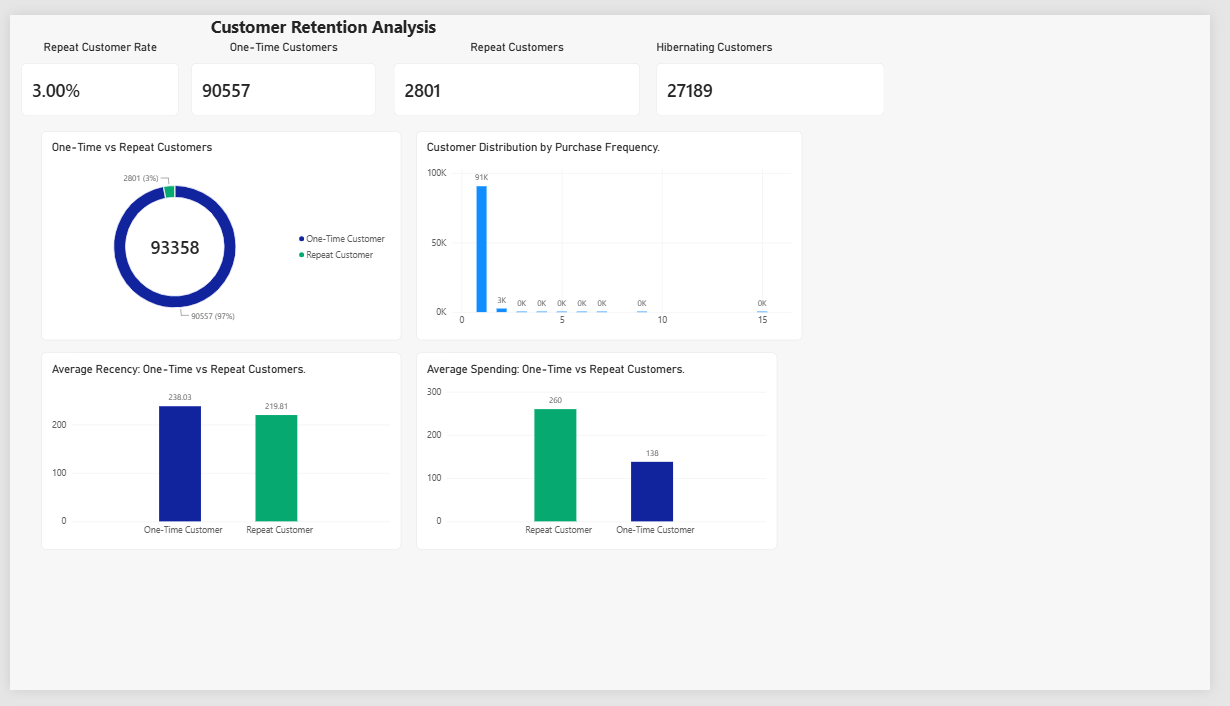 Customer Retention Analysis
Repeat Customer Rate
One-Time Customers
Repeat Customers
Hibernating Customers
3.00%
90557
2801
27189
One-Time vs Repeat Customers
2801 (3%)
93358
90557 (97%)
One-Time Customer
Repeat Customer
Customer Distribution by Purchase Frequency.
100K
50K
0K
91K
3K
0K
0K
0K
0K
0K
0K
0K
0
5
10
15
Average Recency: One-Time vs Repeat Customers.
200
100
0
238.03
219.81
One-Time Customer
Repeat Customer
Average Spending: One-Time vs Repeat Customers.
300
200
100
0
260
138
Repeat Customer
One-Time Customer